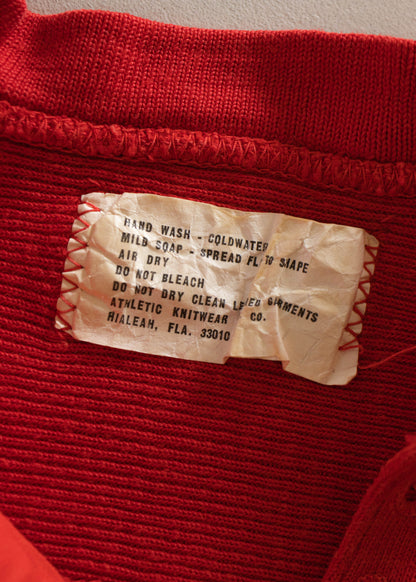 HAND WASH - COLDWATER
MILD SOAP - SPREAD FL TO SHAPE
AIR DRY
DO NOT BLEACH
DO NOT DRY CLEAN GARMENTS
ATHLETIC KNITWEAR CO.
HIALEAH, FLA. 33010